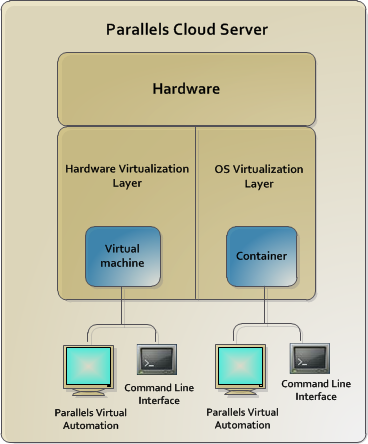 Parallels Cloud Server
Hardware
Hardware Virtualization
Layer
OS Virtualization
Layer
Virtual
machine
Container
>_
Command Line
Interface
Parallels Virtual
Automation
>_
Command Line
Interface
Parallels Virtual
Automation